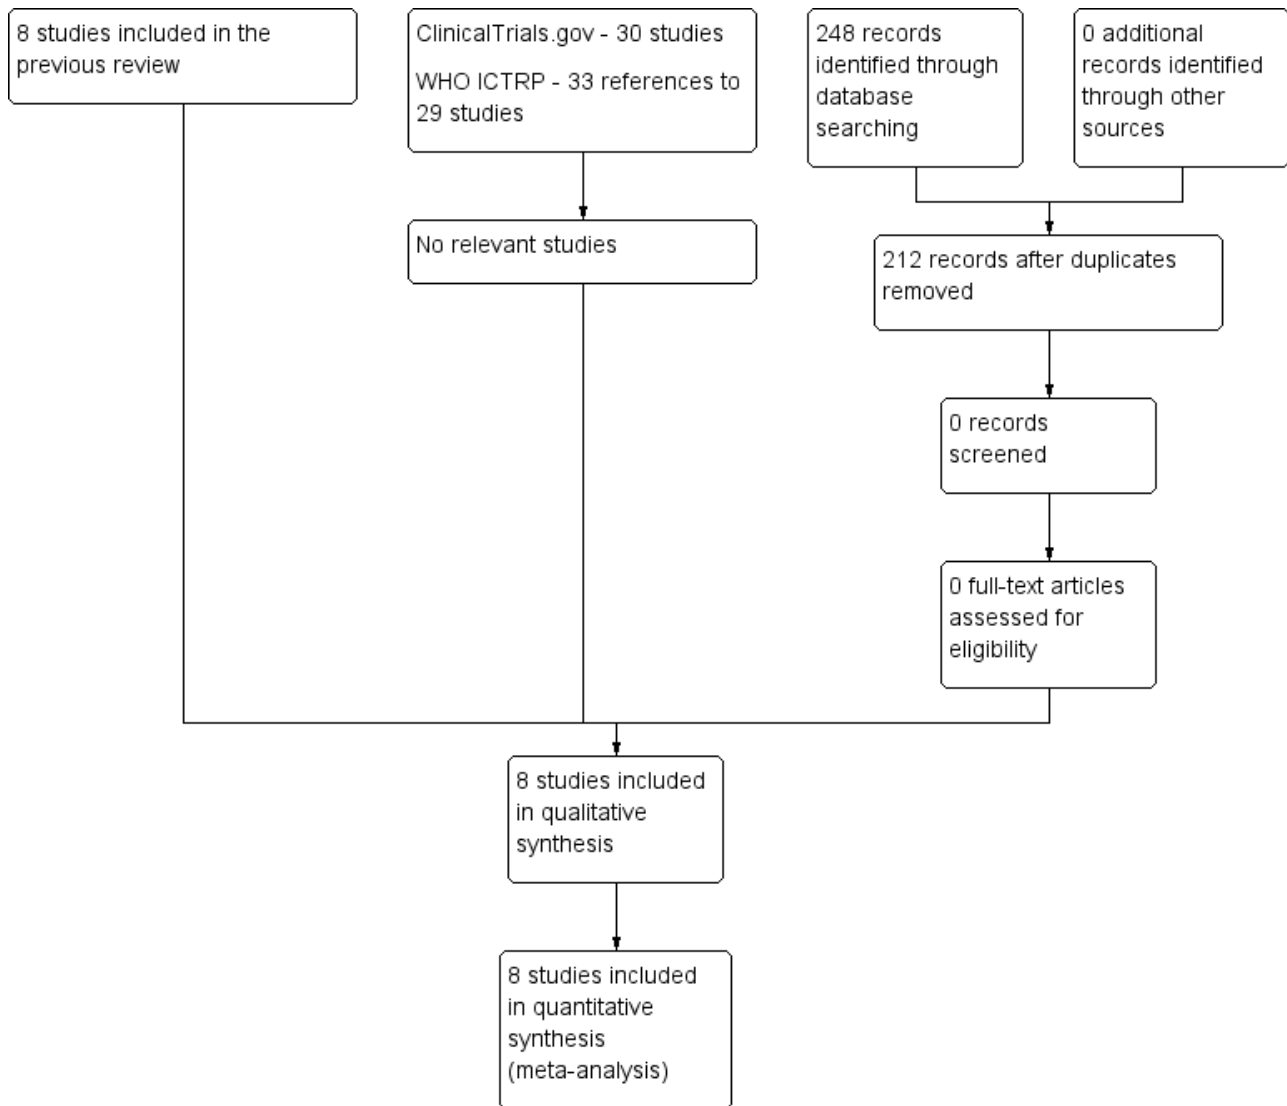 8 studies included in the
previous review
ClinicalTrials.gov - 30 studies
WHO ICTRP - 33 references to
29 studies
248 records
identified through
database
searching
0 additional
records identified
through other
sources
No relevant studies
212 records after duplicates
removed
0 records
screened
0 full-text articles
assessed for
eligibility
8 studies included
in qualitative
synthesis
8 studies included
in quantitative
synthesis
(meta-analysis)